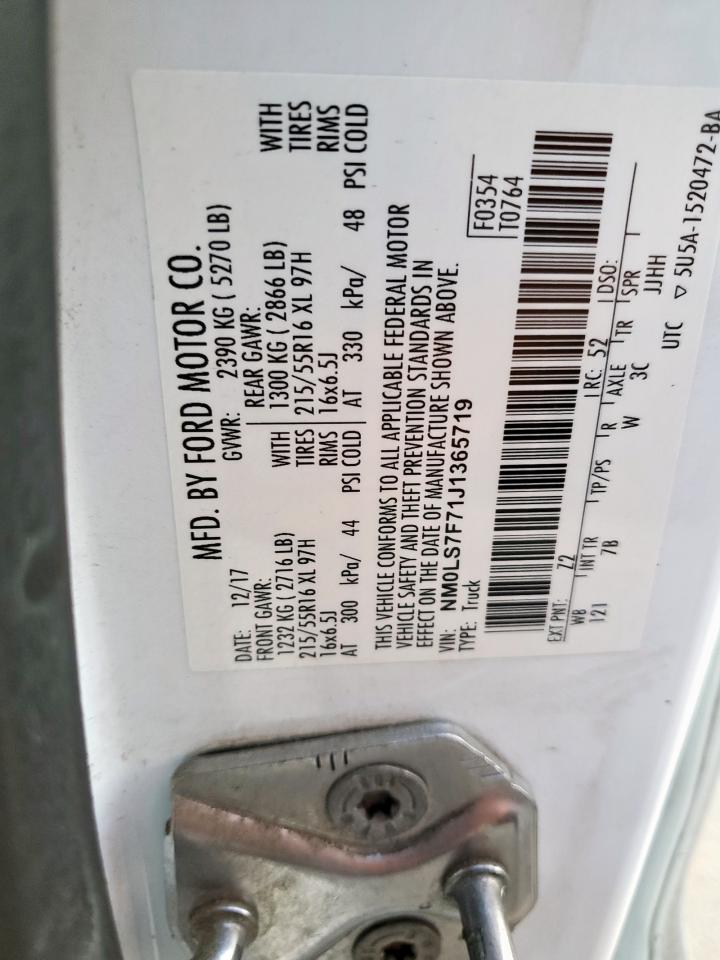 MFD. BY FORD MOTOR CO.
DATE: 12/17 GVWR: 2390 KG ( 5270 LB)
FRONT GAWR: REAR GAWR:
1232 KG ( 2716 LB) WITH 1300 KG ( 2866 LB) WITH
215/55R16 XL 97H TIRES 215/55R16 XL 97H TIRES
16x6.5J RIMS 16x6.5J RIMS
AT 300 kPa/ 44 PSI COLD AT 330 kPa/ 48 PSI COLD
THIS VEHICLE CONFORMS TO ALL APPLICABLE FEDERAL MOTOR
VEHICLE SAFETY AND THEFT PREVENTION STANDARDS IN
EFFECT ON THE DATE OF MANUFACTURE SHOWN ABOVE.
VIN: NM0LS7F71J1365719
TYPE: Truck
F0354
T0764
EXT PNT: Z2 RC: 52 DSO:
WB INT TR TP/PS R AXLE TR SPR
121 7B W 3C JJHH
UTC ▽ 5U5A-1520472-BA